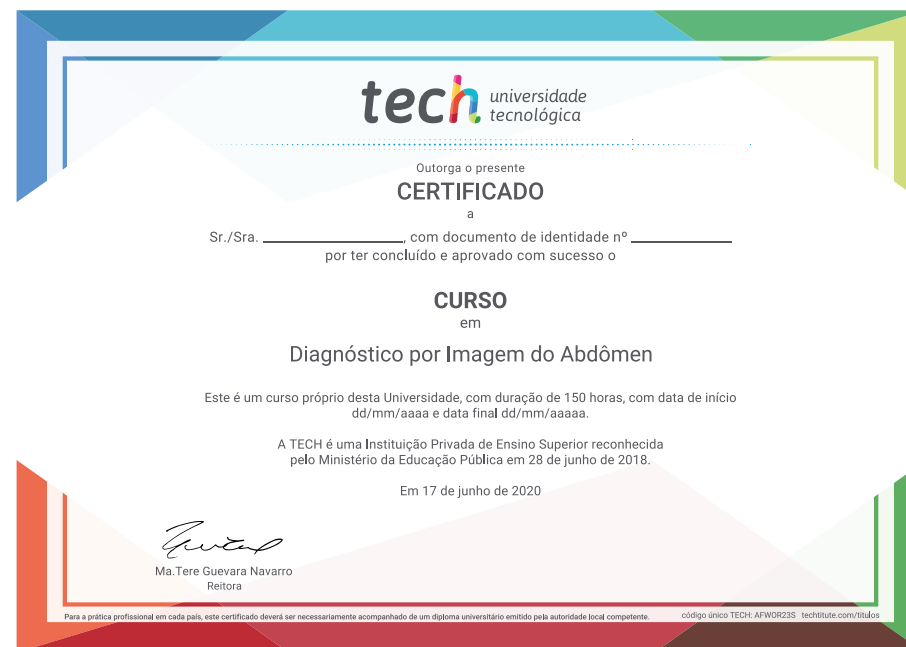 tech universidade
tecnológica
Outorga o presente
CERTIFICADO
a
Sr./Sra. ________________, com documento de identidade nº ____________
por ter concluído e aprovado com sucesso o
CURSO
em
Diagnóstico por Imagem do Abdômen
Este é um curso próprio desta Universidade, com duração de 150 horas, com data de início
dd/mm/aaaa e data final dd/mm/aaaaa.
A TECH é uma Instituição Privada de Ensino Superior reconhecida
pelo Ministério da Educação Pública em 28 de junho de 2018.
Em 17 de junho de 2020
Ma.Tere Guevara Navarro
Reitora
Para a prática profissional em cada país, este certificado deverá ser necessariamente acompanhado de um diploma universitário emitido pela autoridade local competente. código único TECH: AFWOR23S techtitute.com/titulos